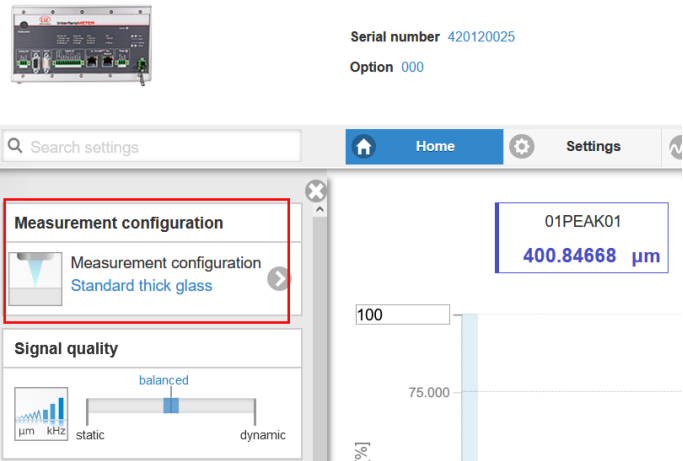 interferoMETER
Serial number 420120025
Option 000
Search settings
Home
Settings
Measurement configuration
Measurement configuration
Standard thick glass
01PEAK01
400.84668 µm
100
Signal quality
balanced
75.000
µm kHz
static
dynamic
%]